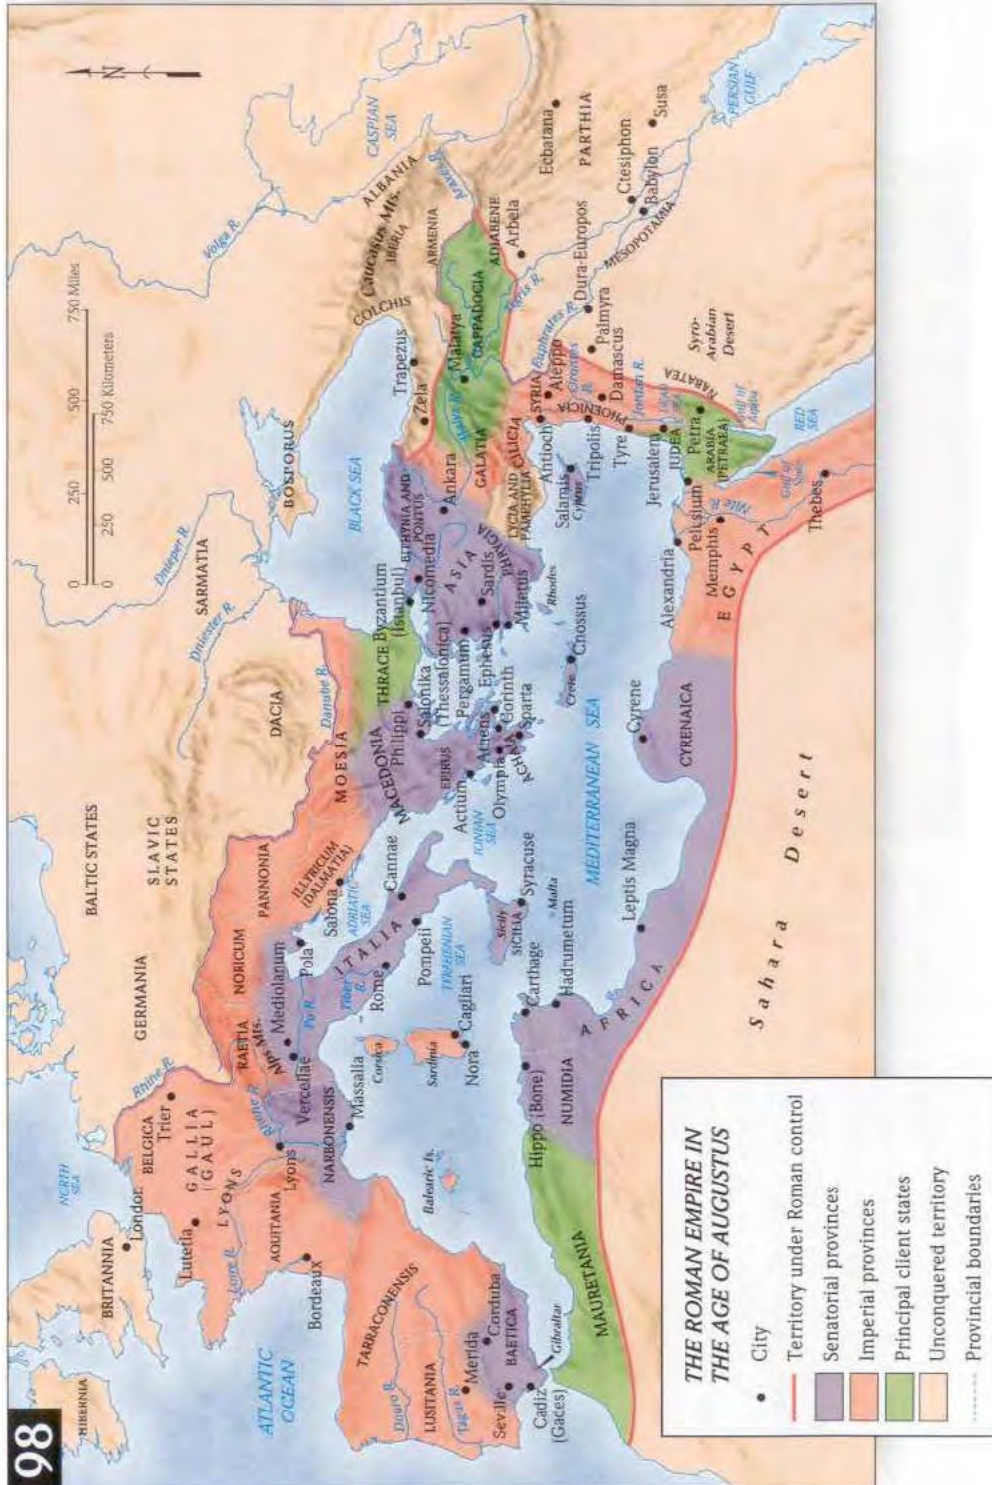 98
HIBERNIA
BRITANNIA
London
NORTH
SEA
BALTIC STATES
GERMANIA
SLAVIC
STATES
SARMATIA
Dnieper R.
Dniester R.
Volga R.
CASPIAN
SEA
N
0 250 500 750 Miles
0 250 500 750 Kilometers
ATLANTIC
OCEAN
Lutetia
BELGICA
Trier
Rhine R.
GALLIA
(GAUL)
LYONS
Loire R.
AQUITANIA
Bordeaux
Lyons
Rhone R.
NARBONENSIS
Massalia
Vercellae
Alps Mts.
RAETIA
NORICUM
Mediolanum
Po R.
Pola
PANNONIA
ILLYRICUM
(DALMATIA)
Salona
ADRIATIC
SEA
DACIA
Danube R.
MOESIA
THRACE
Byzantium
(Istanbul)
BLACK SEA
BOSPORUS
COLCHIS
Caucasus Mts.
IBERIA
ALBANIA
Araxes R.
ARMENIA
Trapezus
Zela
Malatya
Halys R.
CAPPADOCIA
ADIABENE
Arbela
Tigris R.
Ecbatana
PARTHIA
Ctesiphon
Babylon
Susa
PERSIAN
GULF
MESOPOTAMIA
Dura-Europos
Euphrates R.
Palmyra
Syro-
Arabian
Desert
BITHYNIA AND
PONTUS
Nicomedia
Ankara
GALATIA
ASIA
Sardis
PHRYGIA
Miletus
Pergamum
Ephesus
Rhodes
LYCIA AND
PAMPHYLIA
CILICIA
SYRIA
Antioch
Aleppo
Orontes
R.
Damascus
PHOENICIA
Tripolis
Tyre
Jordan R.
DEAD
SEA
Salamis
Cyprus
Jerusalem
JUDEA
Petra
NABATEA
ARABIA
(PETRAEA)
Gulf of
Aqaba
RED
SEA
Gulf of
Suez
Pelusium
Alexandria
Memphis
Nile R.
EGYPT
Thebes
MACEDONIA
Philippi
Salonika
(Thessalonica)
EPIRUS
Actium
Athens
Corinth
Olympia
Sparta
ACHAIA
IONIAN
SEA
Crete
Cnossus
MEDITERRANEAN SEA
Cyrene
CYRENAICA
ITALIA
Tiber
R.
Rome
Cannae
Pompeii
TYRRHENIAN
SEA
Corsica
Sardinia
Cagliari
Nora
Sicily
SICILIA
Syracuse
Malta
Carthage
Hadrumetum
Leptis Magna
AFRICA
NUMIDIA
Hippo (Bone)
Balearic Is.
TARRACONENSIS
Douro R.
LUSITANIA
Tagus R.
Merida
Corduba
BAETICA
Seville
Cadiz
(Gaces)
Gibraltar
MAURETANIA
Sahara Desert
THE ROMAN EMPIRE IN
THE AGE OF AUGUSTUS
City
Territory under Roman control
Senatorial provinces
Imperial provinces
Principal client states
Unconquered territory
Provincial boundaries